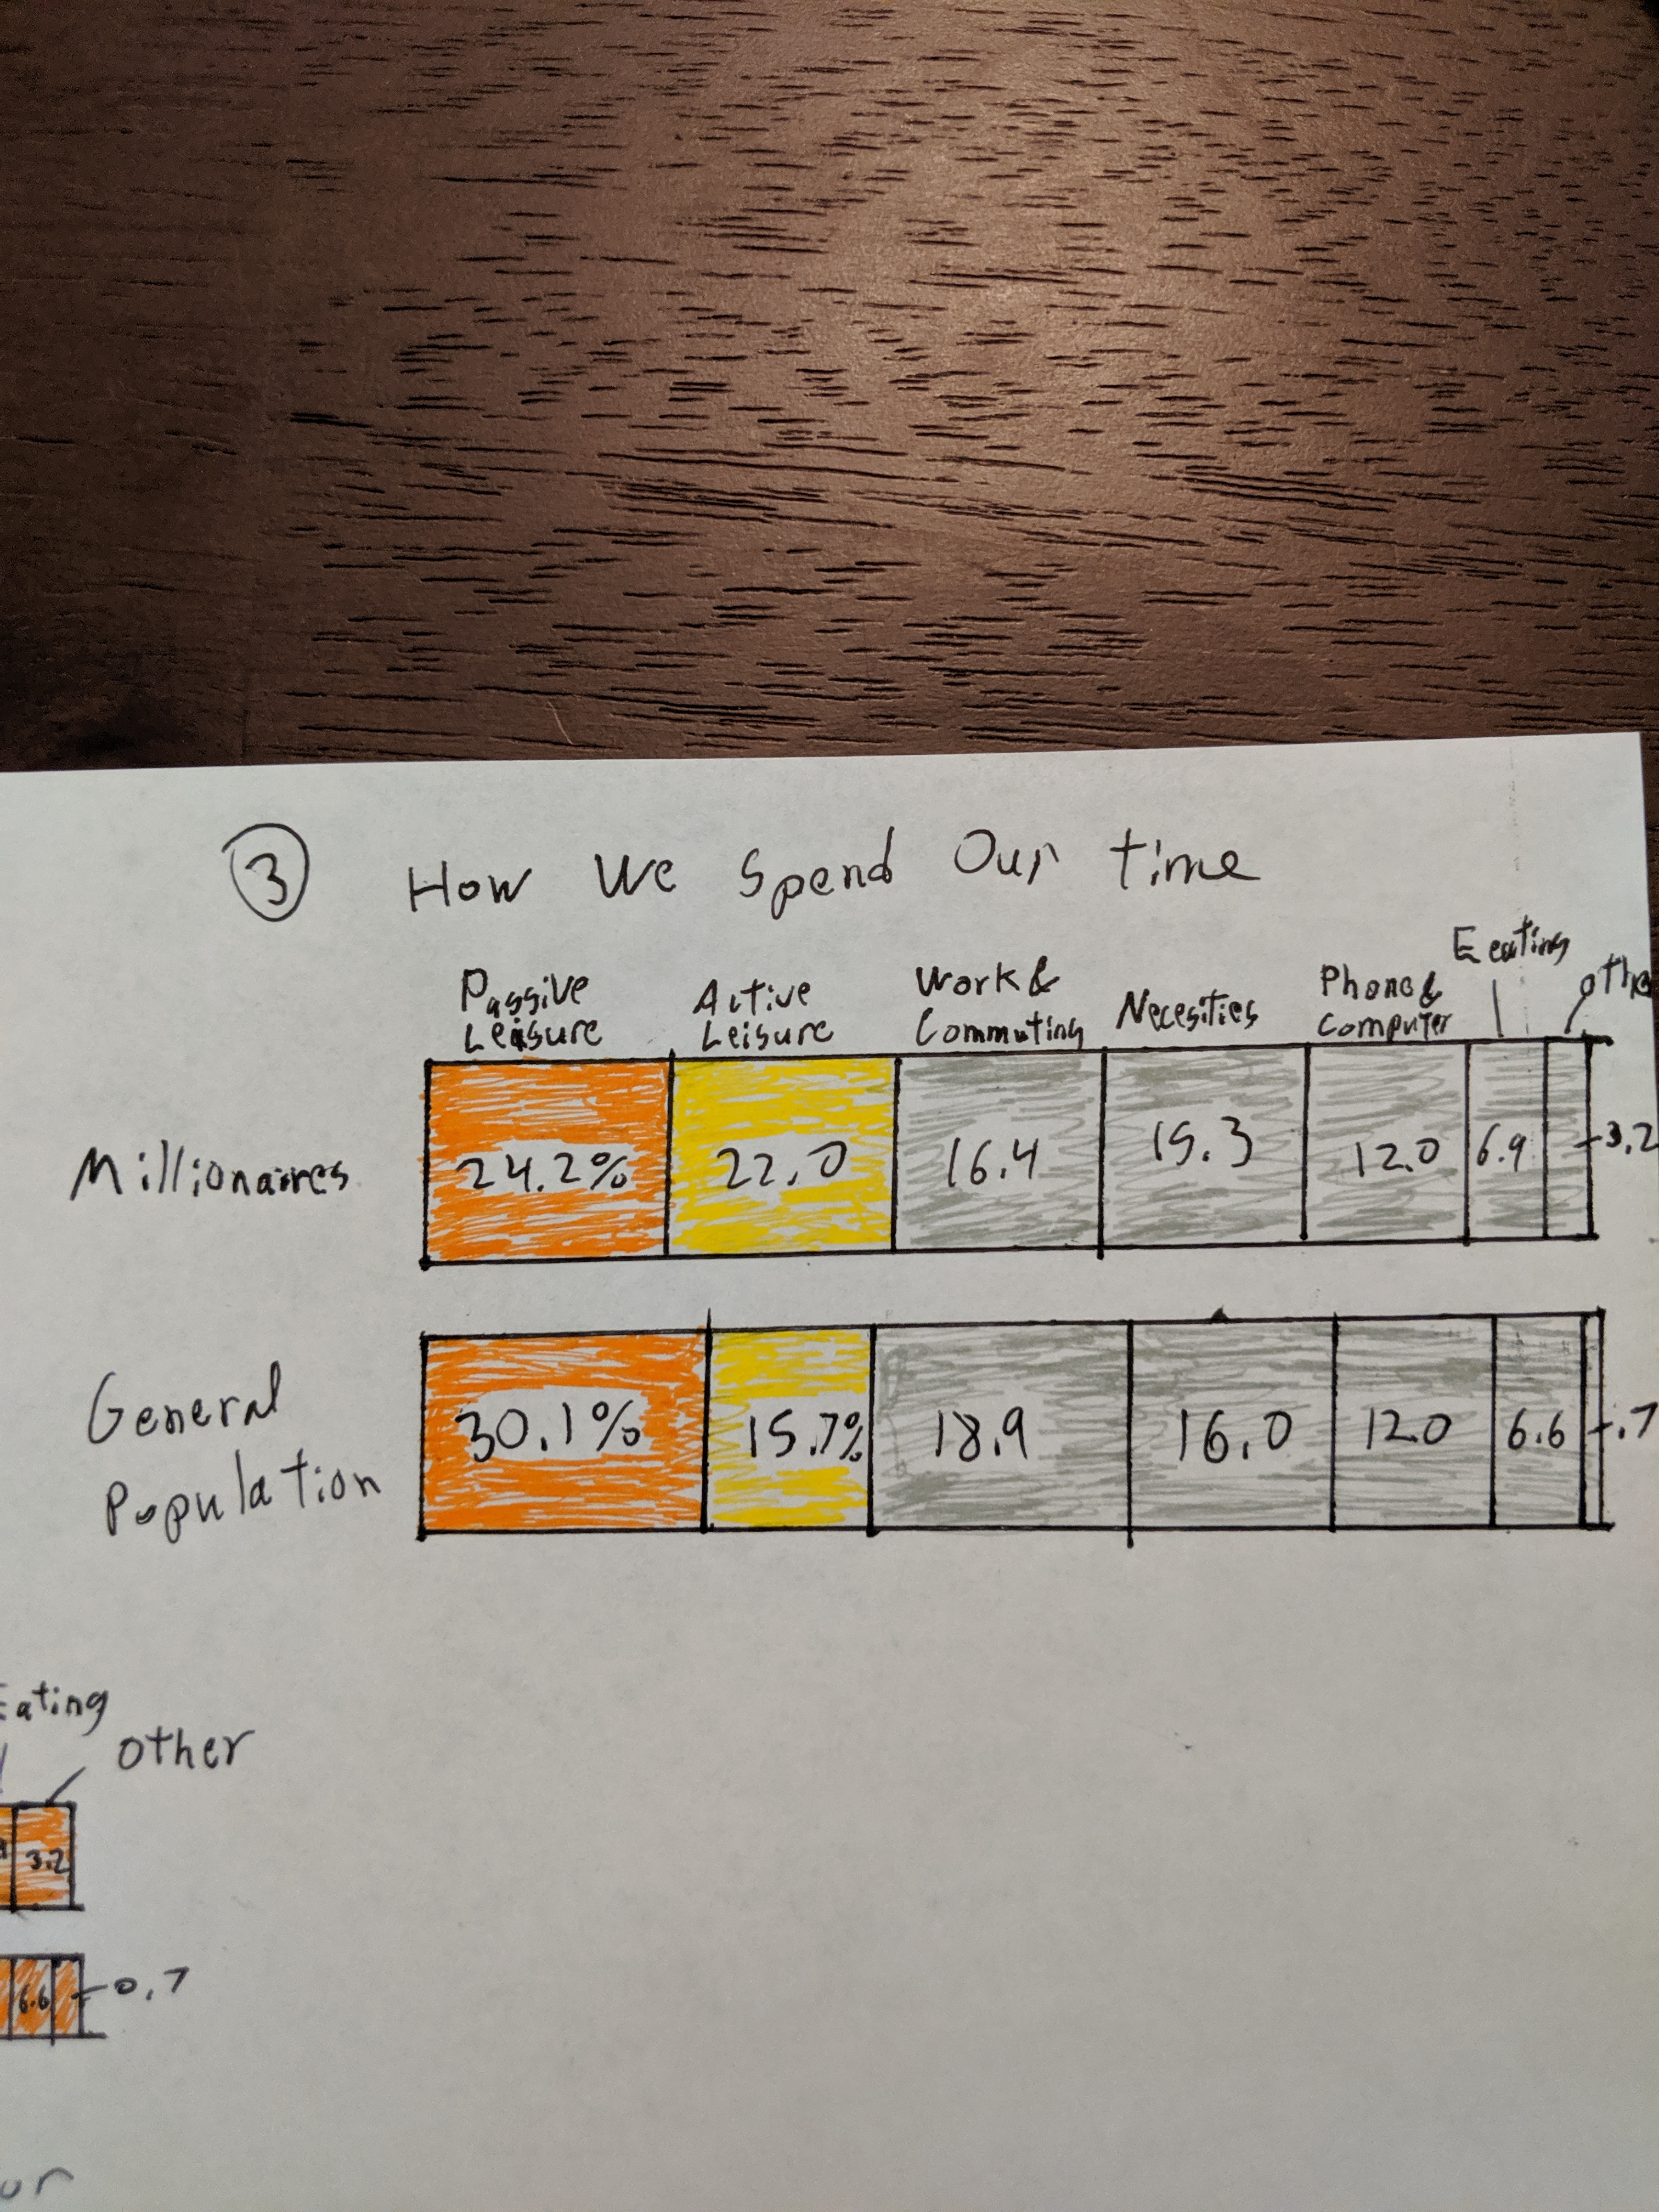 3 How We Spend Our time
Eeating
Passive Leisure
Active Leisure
Work & Commuting
Necesities
Phone & Computer
othe
Millionaires
24.2% 22.0 16.4 15.3 12.0 6.9 3.2
General
Population
30.1% 15.7% 18.9 16.0 12.0 6.6 .7
Eating
other
3.2
6.6 0.7